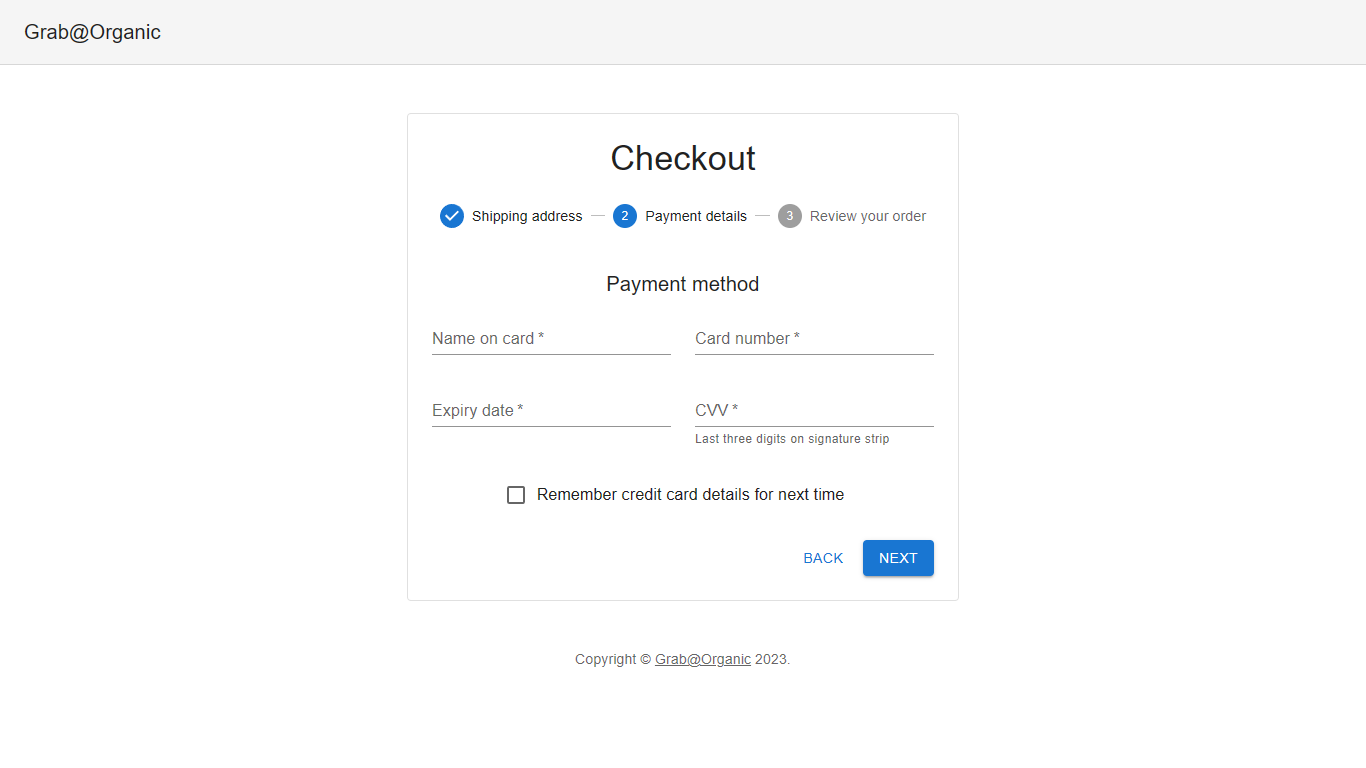 Grab@Organic
Checkout
Shipping address 2 Payment details 3 Review your order
Payment method
Name on card * Card number *
Expiry date * CVV *
Last three digits on signature strip
Remember credit card details for next time
BACK NEXT
Copyright © Grab@Organic 2023.